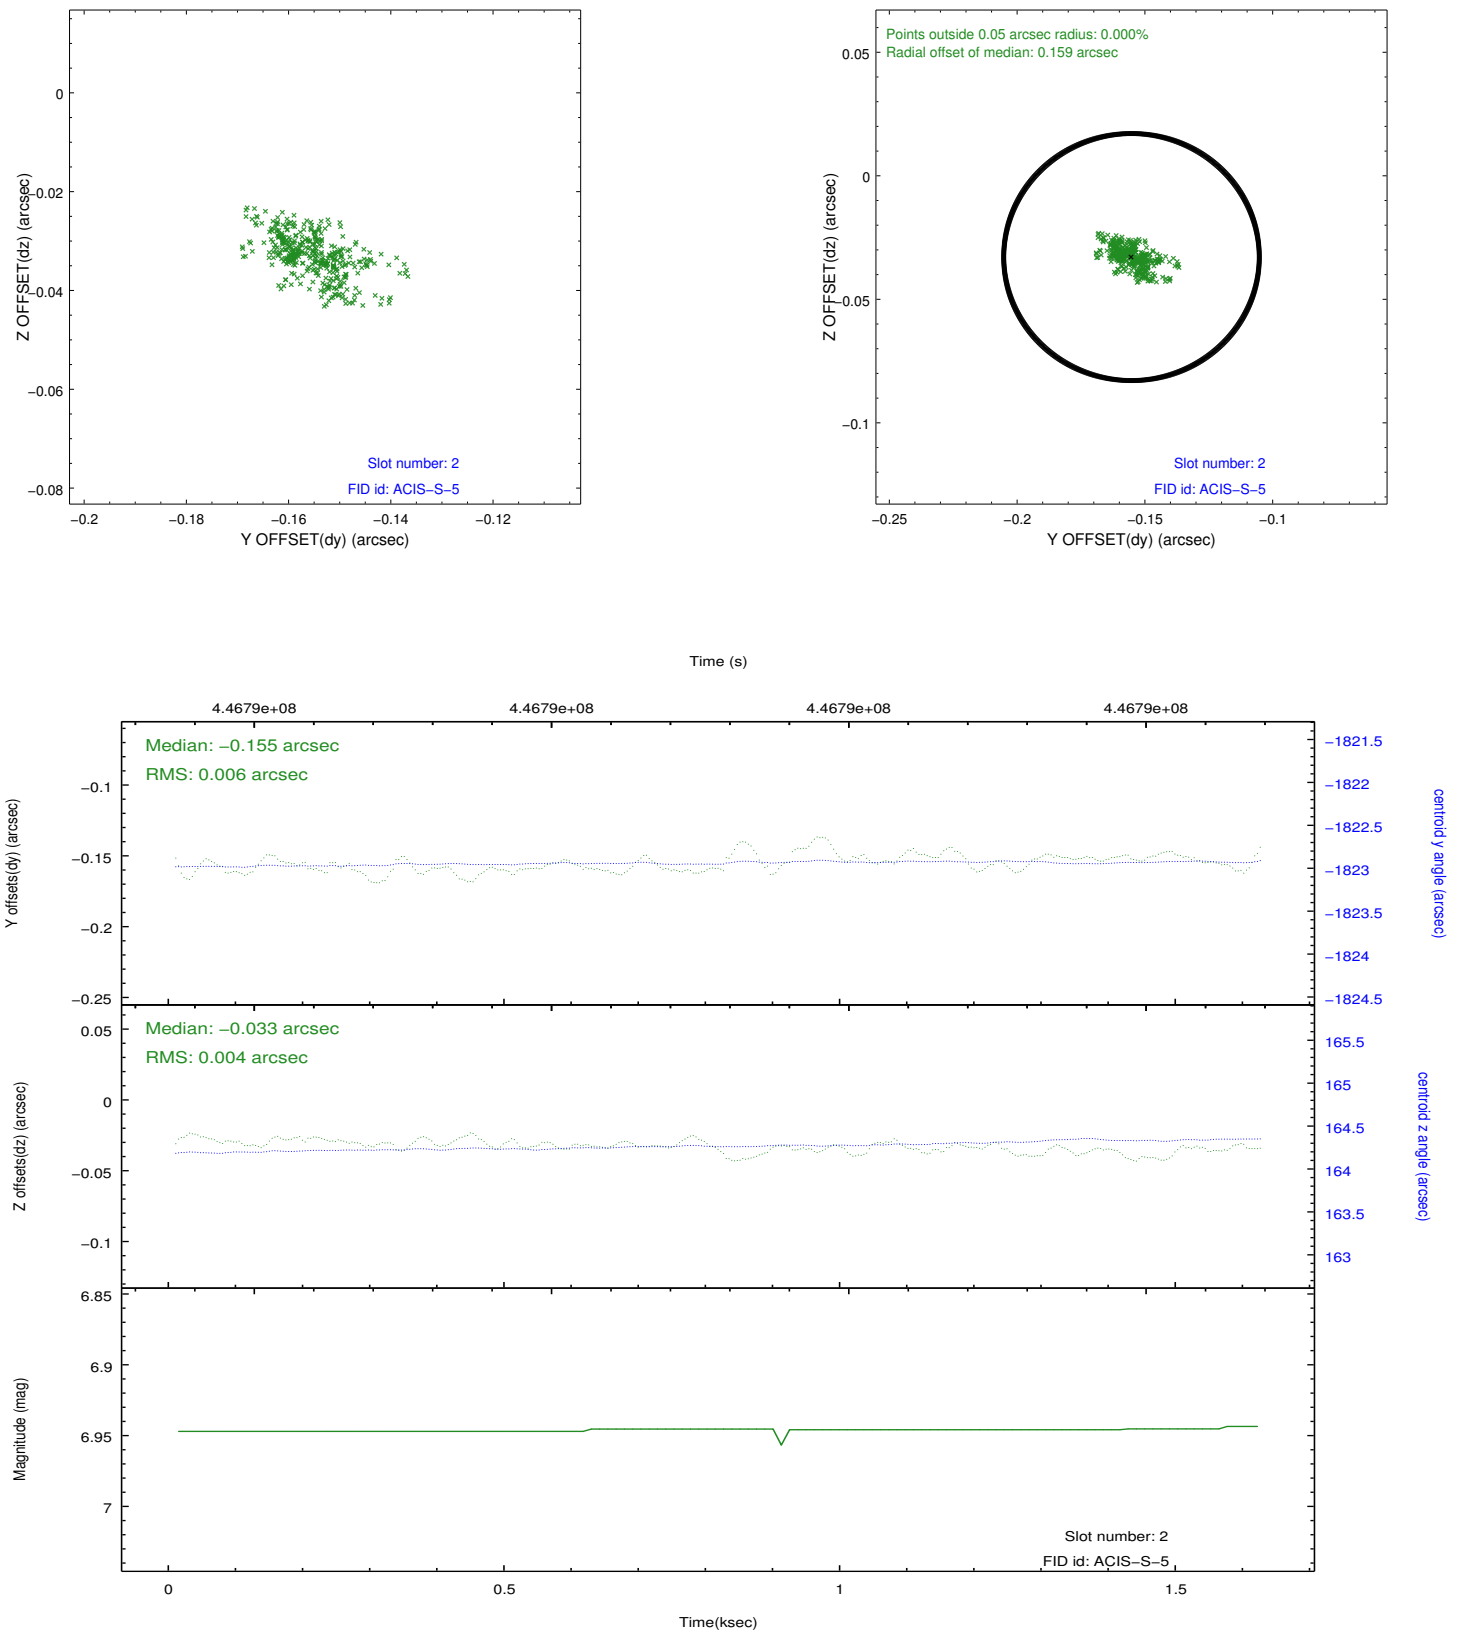 0
−0.02
−0.04
−0.06
−0.08
Z OFFSET(dz) (arcsec)
Slot number: 2
FID id: ACIS−S−5
−0.2
−0.18
−0.16
−0.14
−0.12
Y OFFSET(dy) (arcsec)
Points outside 0.05 arcsec radius: 0.000%
Radial offset of median: 0.159 arcsec
0.05
0
−0.05
−0.1
Z OFFSET(dz) (arcsec)
Slot number: 2
FID id: ACIS−S−5
−0.25
−0.2
−0.15
−0.1
Y OFFSET(dy) (arcsec)
Time (s)
4.4679e+08
4.4679e+08
4.4679e+08
4.4679e+08
Median: −0.155 arcsec
RMS: 0.006 arcsec
−0.1
−0.15
−0.2
−0.25
Y offsets(dy) (arcsec)
−1821.5
−1822
−1822.5
−1823
−1823.5
−1824
−1824.5
centroid y angle (arcsec)
Median: −0.033 arcsec
RMS: 0.004 arcsec
0.05
0
−0.05
−0.1
Z offsets(dz) (arcsec)
165.5
165
164.5
164
163.5
163
centroid z angle (arcsec)
6.85
6.9
6.95
7
Magnitude (mag)
Slot number: 2
FID id: ACIS−S−5
0
0.5
1
1.5
Time(ksec)